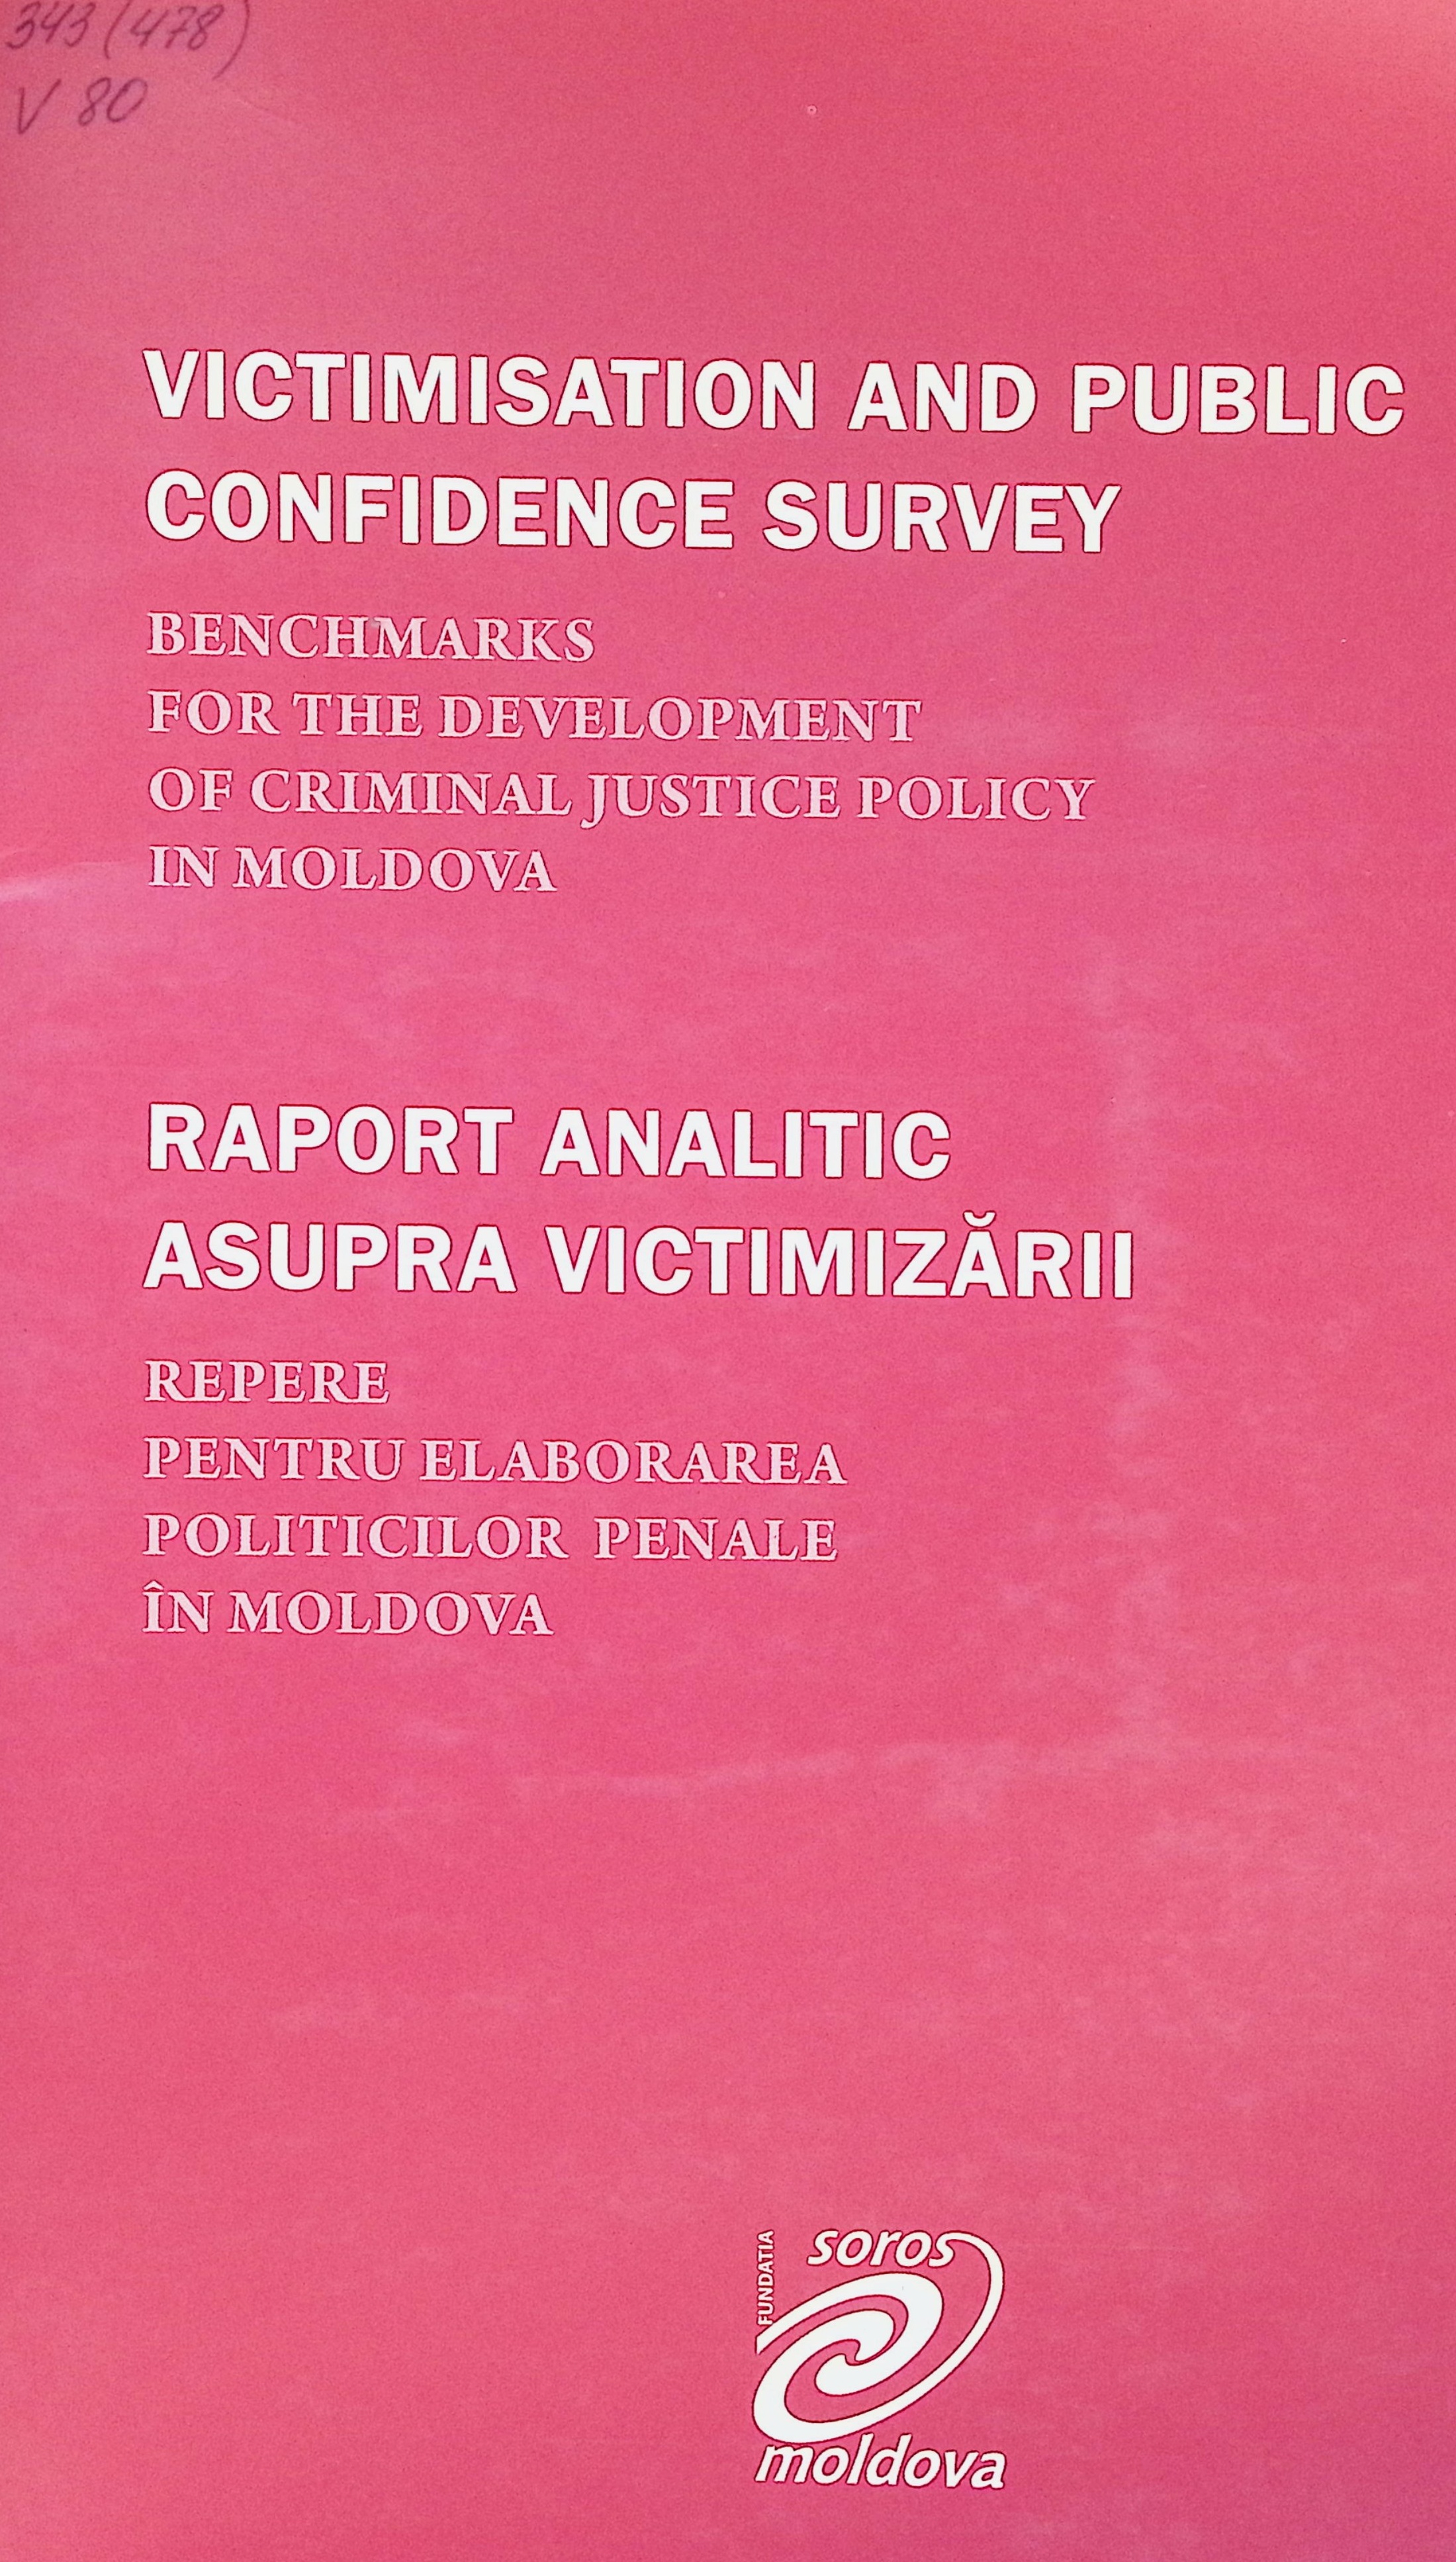 343 (478)
V 80
VICTIMISATION AND PUBLIC
CONFIDENCE SURVEY
BENCHMARKS
FOR THE DEVELOPMENT
OF CRIMINAL JUSTICE POLICY
IN MOLDOVA
RAPORT ANALITIC
ASUPRA VICTIMIZĂRII
REPERE
PENTRU ELABORAREA
POLITICILOR PENALE
ÎN MOLDOVA
FUNDATIA
soros
moldova